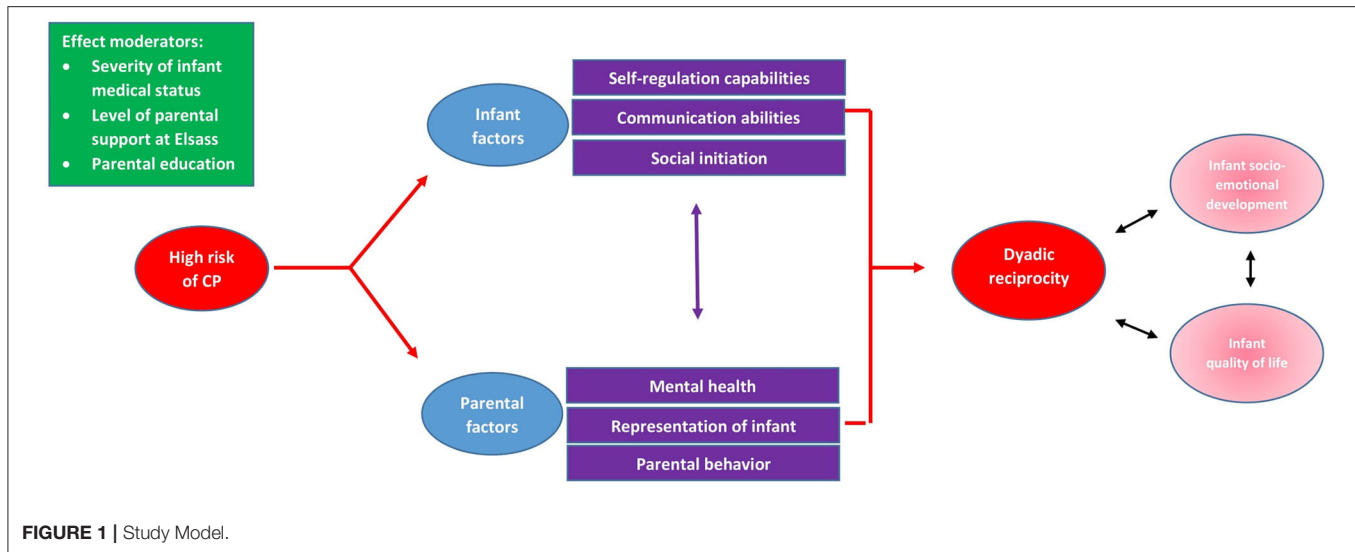 Effect moderators:
• Severity of infant
medical status
• Level of parental
support at Elsass
• Parental education
High risk
of CP
Infant
factors
Self-regulation capabilities
Communication abilities
Social initiation
Parental
factors
Mental health
Representation of infant
Parental behavior
Dyadic
reciprocity
Infant socio-
emotional
development
Infant
quality of life
FIGURE 1 | Study Model.